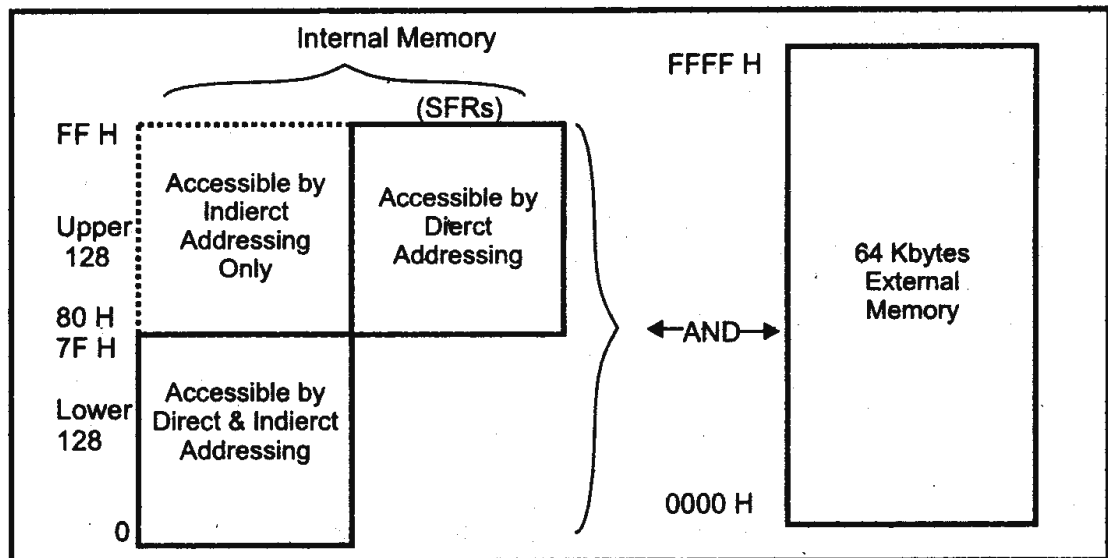 Internal Memory
(SFRs)
FF H
Accessible by
Indierct
Addressing
Only
Accessible by
Dierct
Addressing
Upper
128
80 H
7F H
Accessible by
Direct & Indierct
Addressing
Lower
128
0
AND
FFFF H
64 Kbytes
External
Memory
0000 H